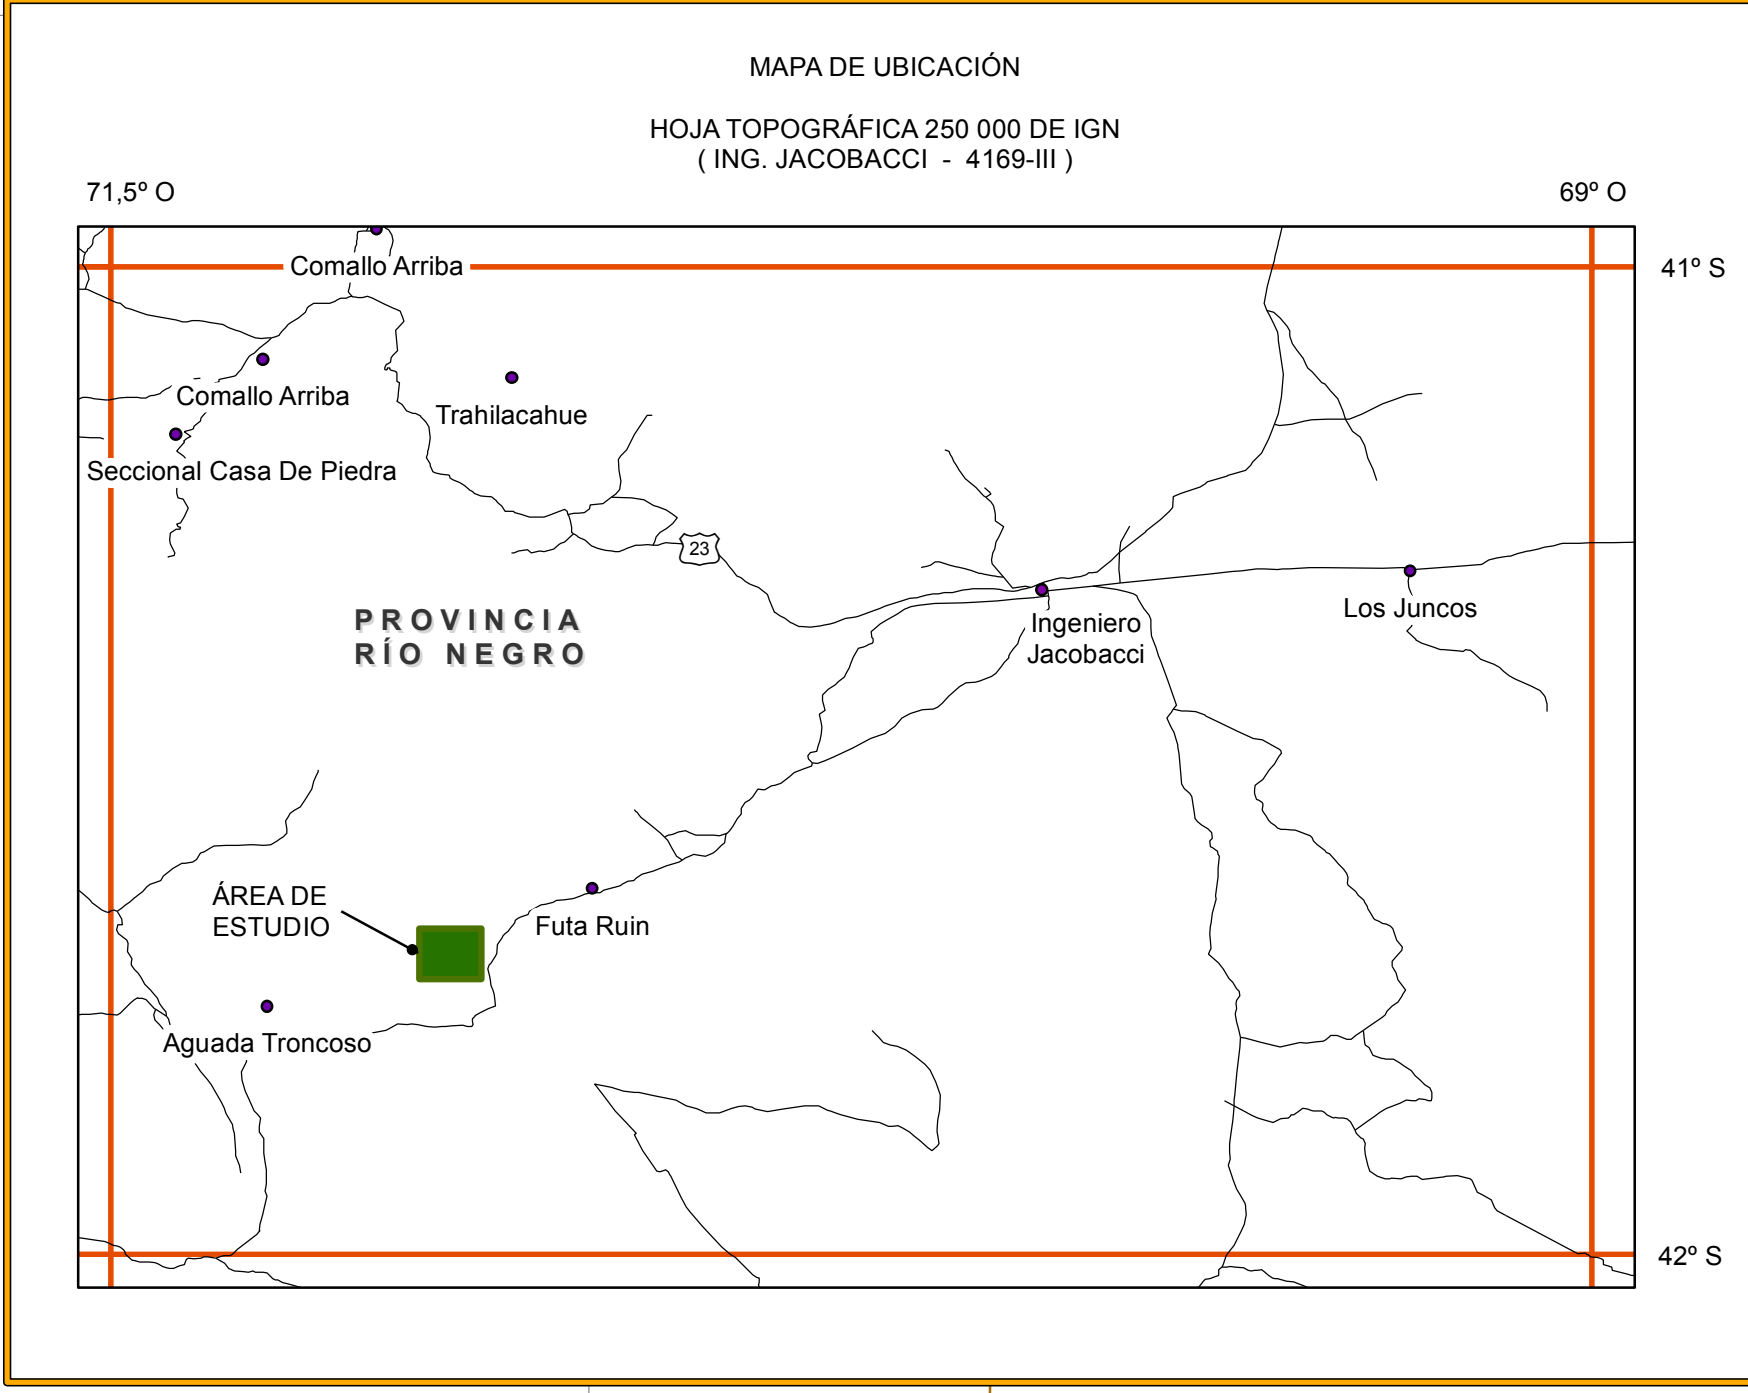 MAPA DE UBICACIÓN
HOJA TOPOGRÁFICA 250 000 DE IGN
( ING. JACOBACCI - 4169-III )
71,5º O
69º O
Comallo Arriba
41º S
Comallo Arriba
Trahilacahue
Seccional Casa De Piedra
23
PROVINCIA
RÍO NEGRO
Ingeniero
Jacobacci
Los Juncos
ÁREA DE
ESTUDIO
Futa Ruin
Aguada Troncoso
42º S